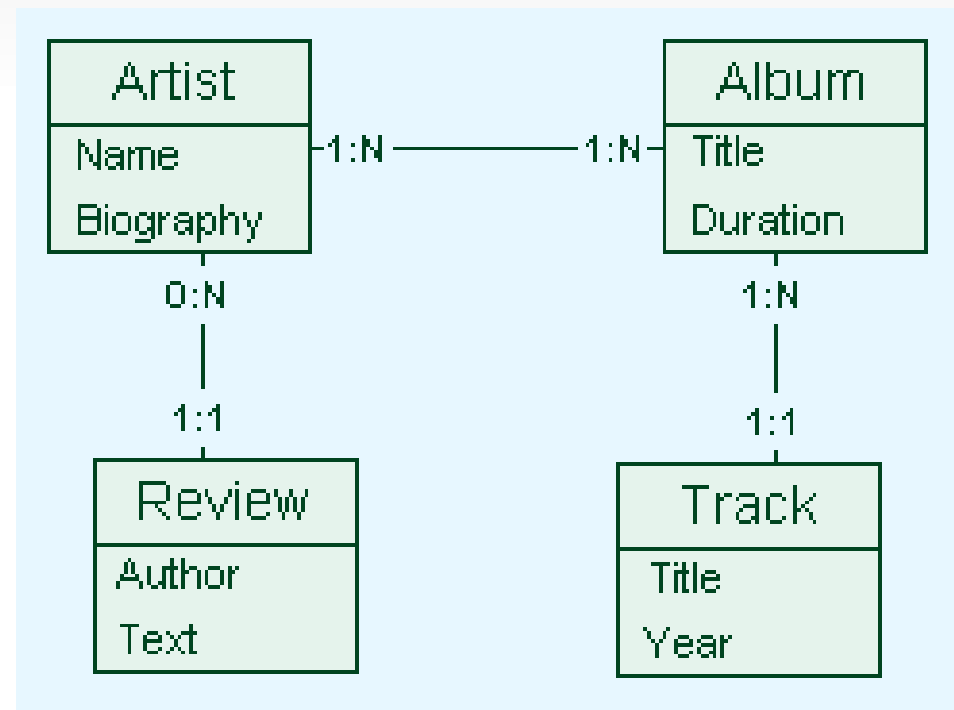 Artist
Name
Biography
1:N
1:N
Album
Title
Duration
0:N
1:1
Review
Author
Text
1:N
1:1
Track
Title
Year